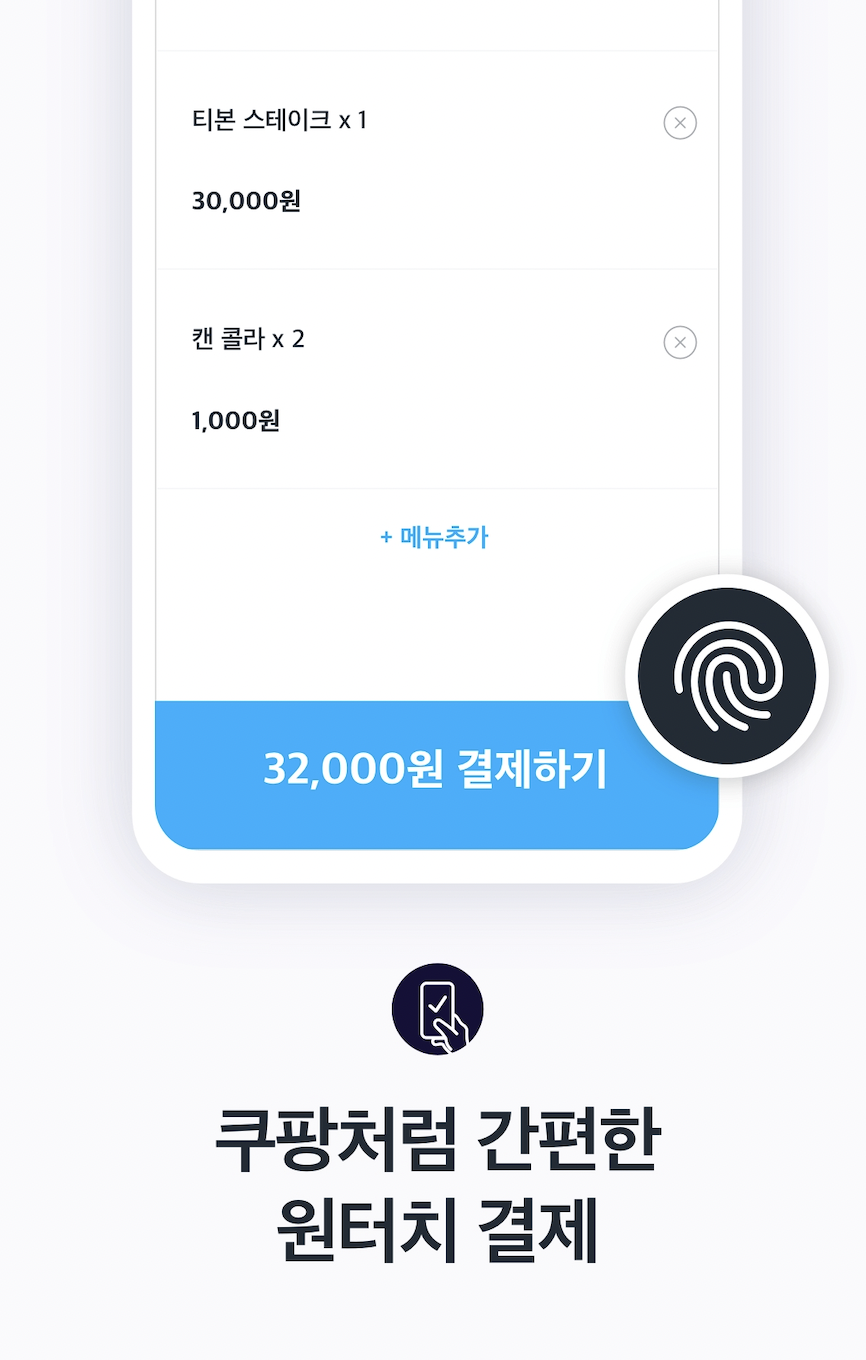 티본 스테이크 x 1
30,000원
캔 콜라 x 2
1,000원
+ 메뉴추가
32,000원 결제하기
쿠팡처럼 간편한
원터치 결제